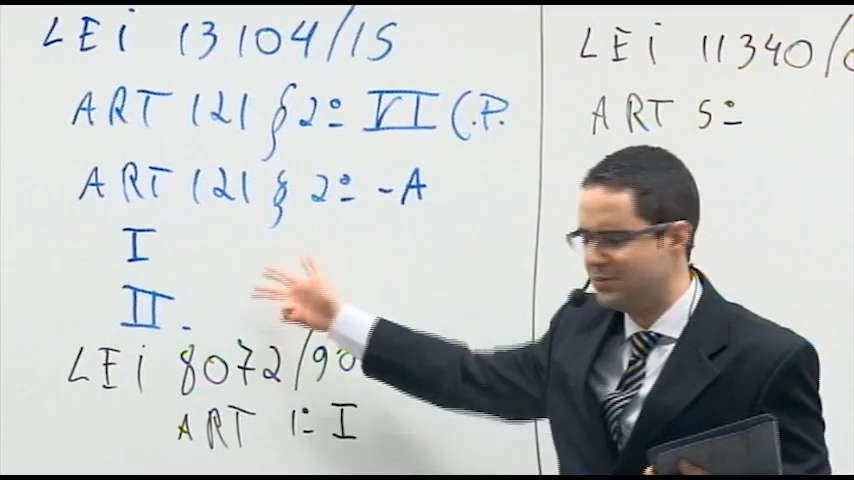 LEi 13104/15
ART 121 § 2º VI C.P.
ART 121 § 2º - A
I
II.
LEi 8072/90
ART 1º I
LEi 11340/
ART 5º